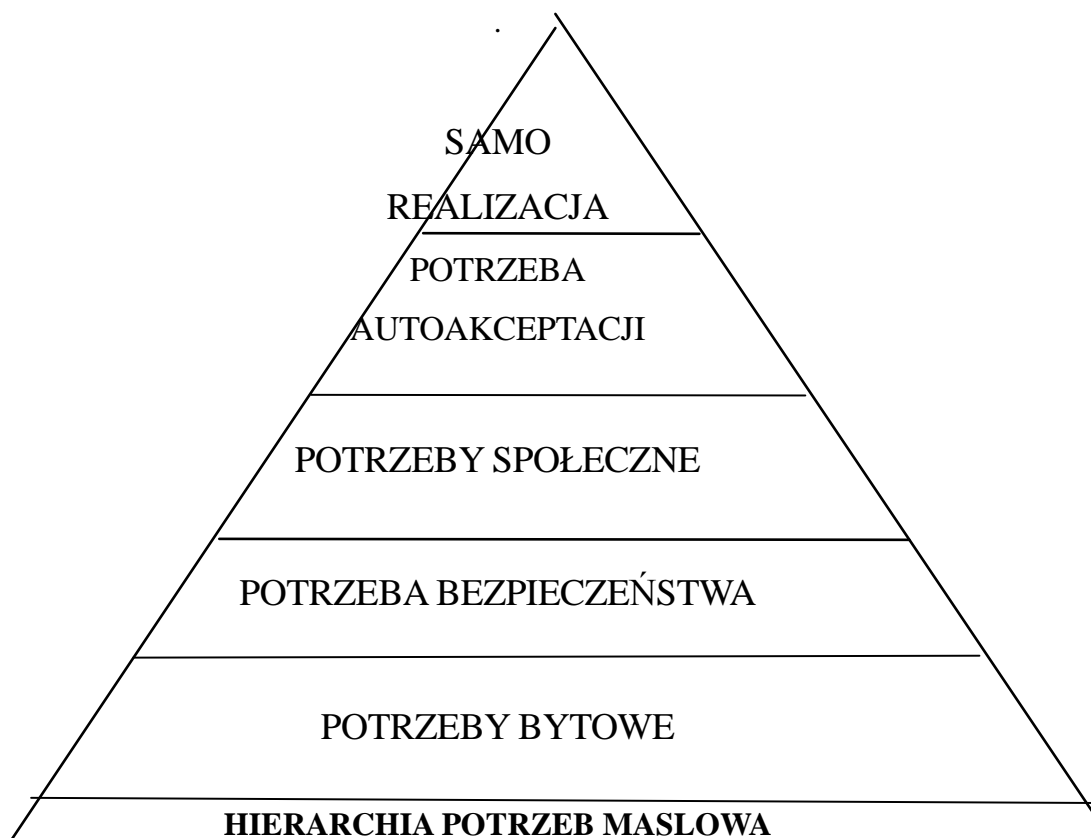 .
SAMO
REALIZACJA
POTRZEBA
AUTOAKCEPTACJI
POTRZEBY SPOŁECZNE
POTRZEBA BEZPIECZEŃSTWA
POTRZEBY BYTOWE
HIERARCHIA POTRZEB MASLOWA